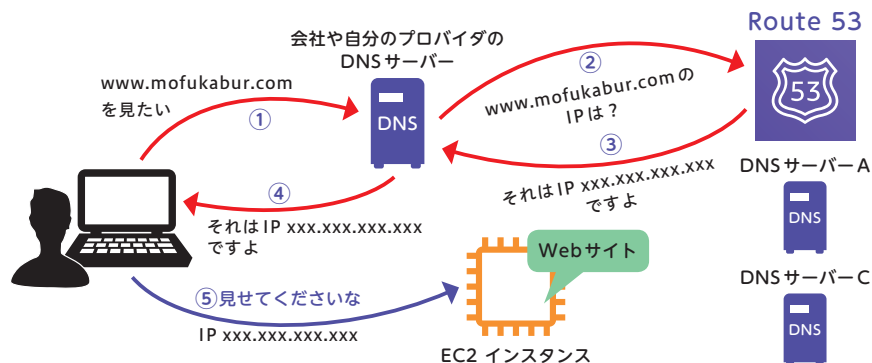 Route 53
会社や自分のプロバイダの
DNSサーバー
②
www.mofukabur.com
を見たい
www.mofukabur.comの
IPは？
53
①
DNS
③
DNSサーバーA
④
それはIP xxx.xxx.xxx.xxx
ですよ
それはIP xxx.xxx.xxx.xxx
ですよ
DNS
Webサイト
DNSサーバーC
⑤見せてくださいな
DNS
IP xxx.xxx.xxx.xxx
EC2 インスタンス